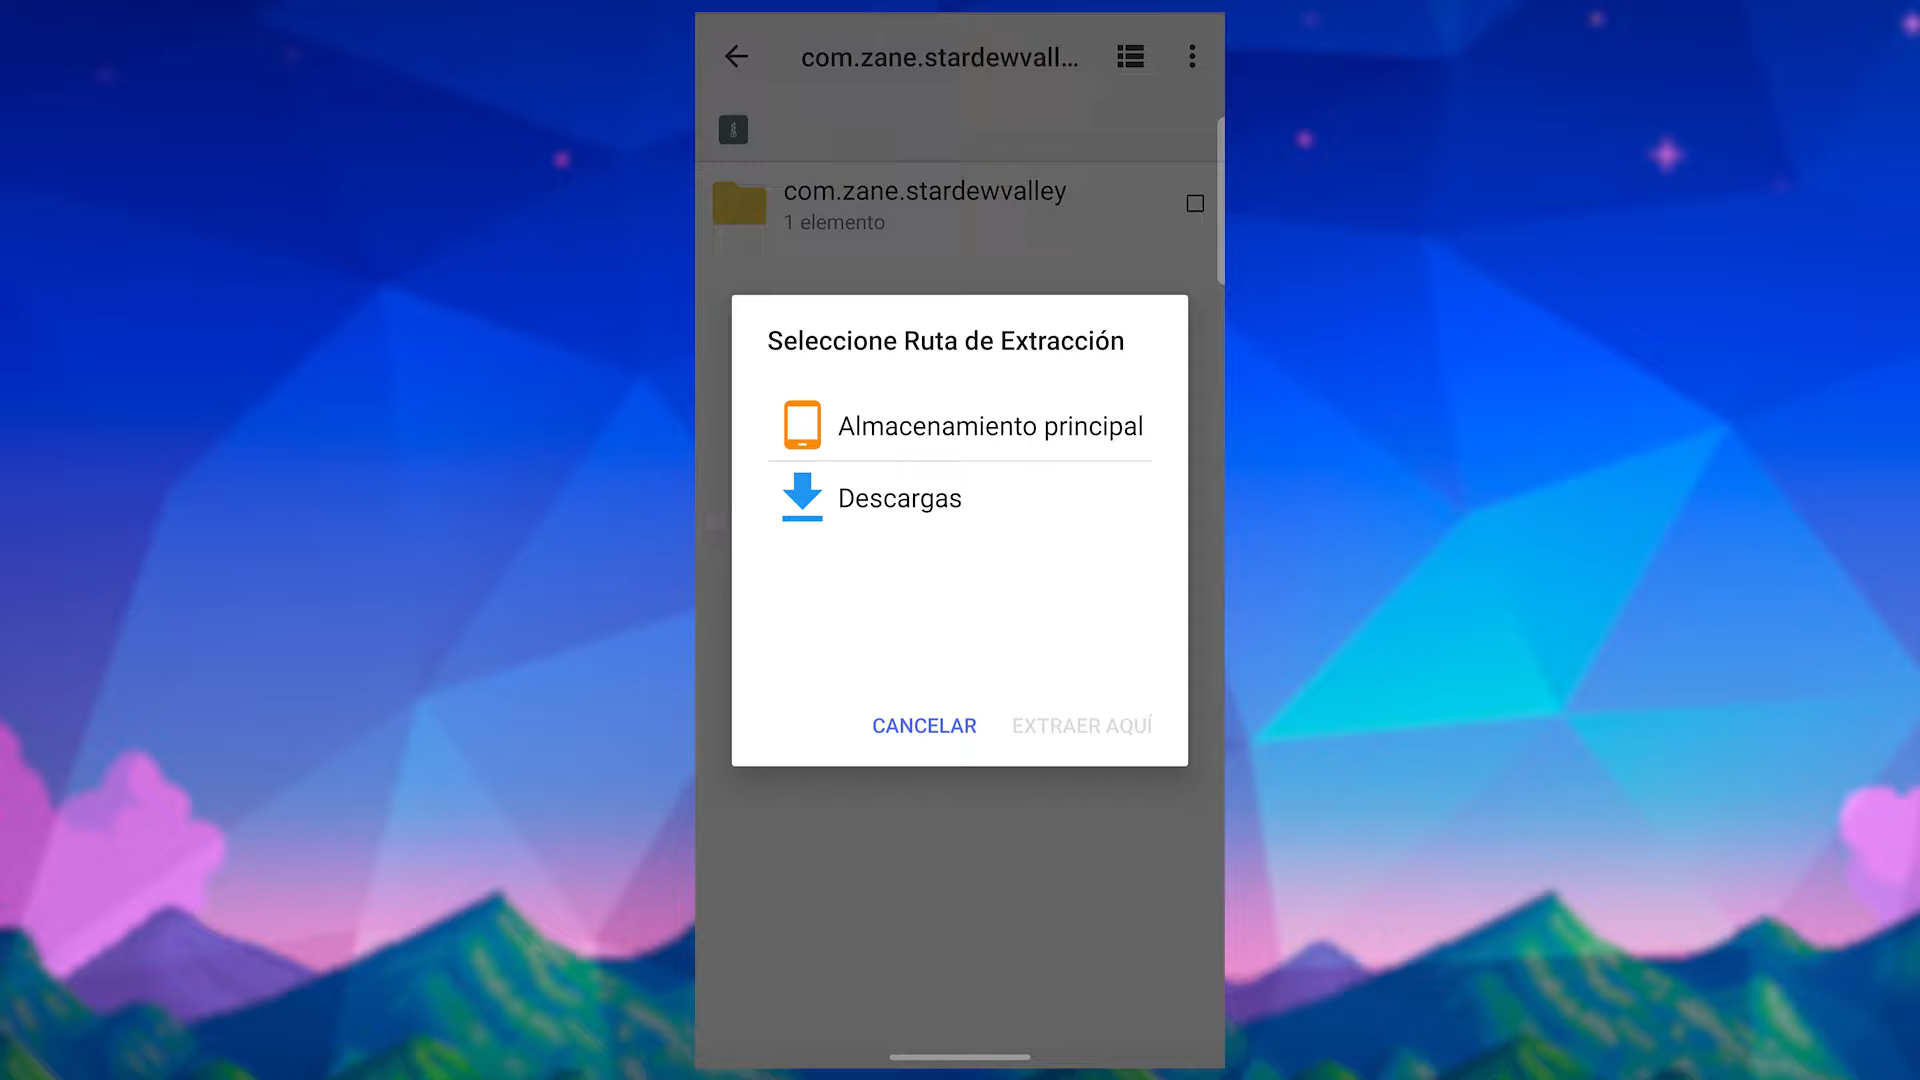 com.zane.stardewvall...
com.zane.stardewvalley
1 elemento
Seleccione Ruta de Extracción
Almacenamiento principal
Descargas
CANCELAR
EXTRAER AQUÍ